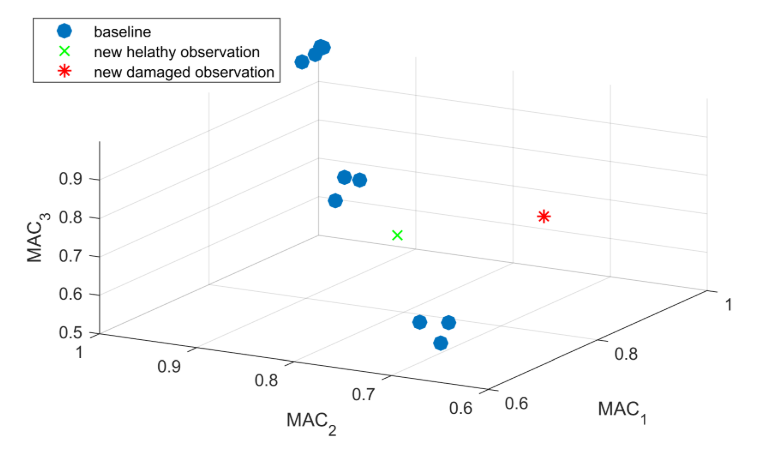 baseline
new helathy observation
new damaged observation
0.9
0.8
0.7
0.6
0.5
MAC3
1
0.9
0.8
0.7
0.6
MAC2
0.6
0.8
1
MAC1